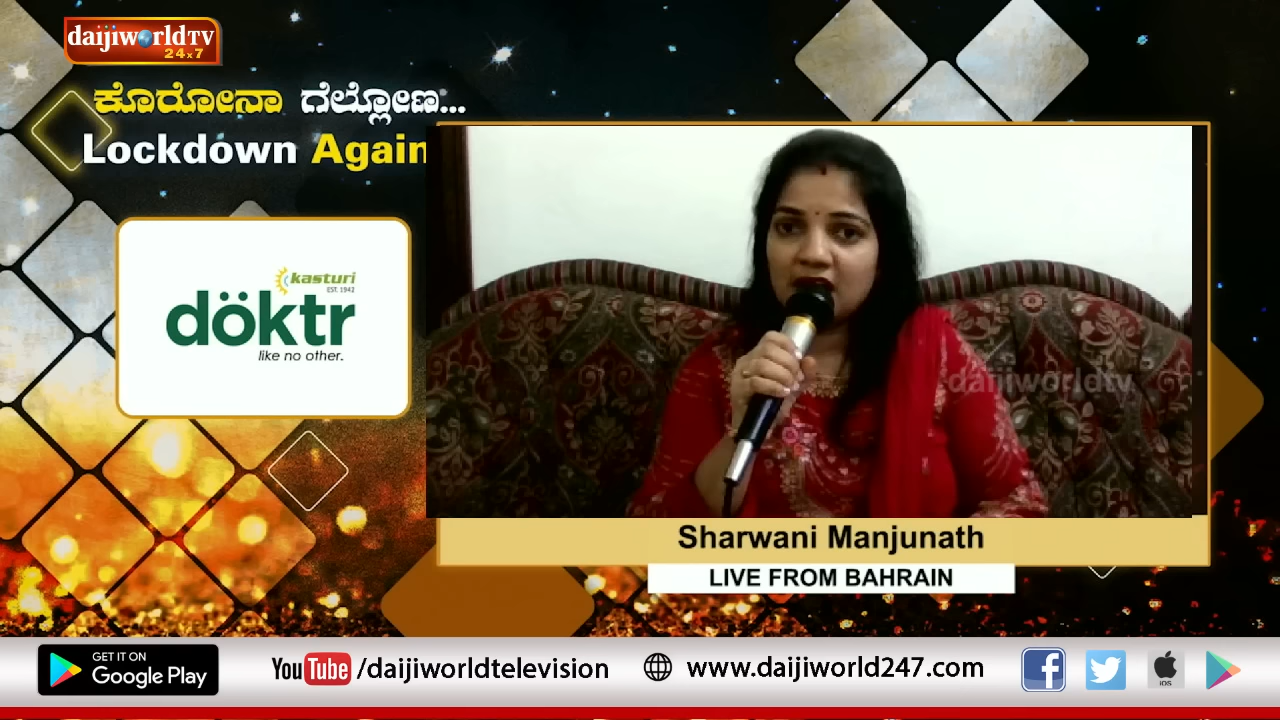 daijiworldTV
24x7
ಕೊರೋನಾ ಗೆಲ್ಲೋಣ...
Lockdown Again
kasturi
EST. 1942
döktr
like no other.
daijiworldtv
Sharwani Manjunath
LIVE FROM BAHRAIN
GET IT ON
Google Play
YouTube /daijiworldtelevision
www.daijiworld247.com
iOS